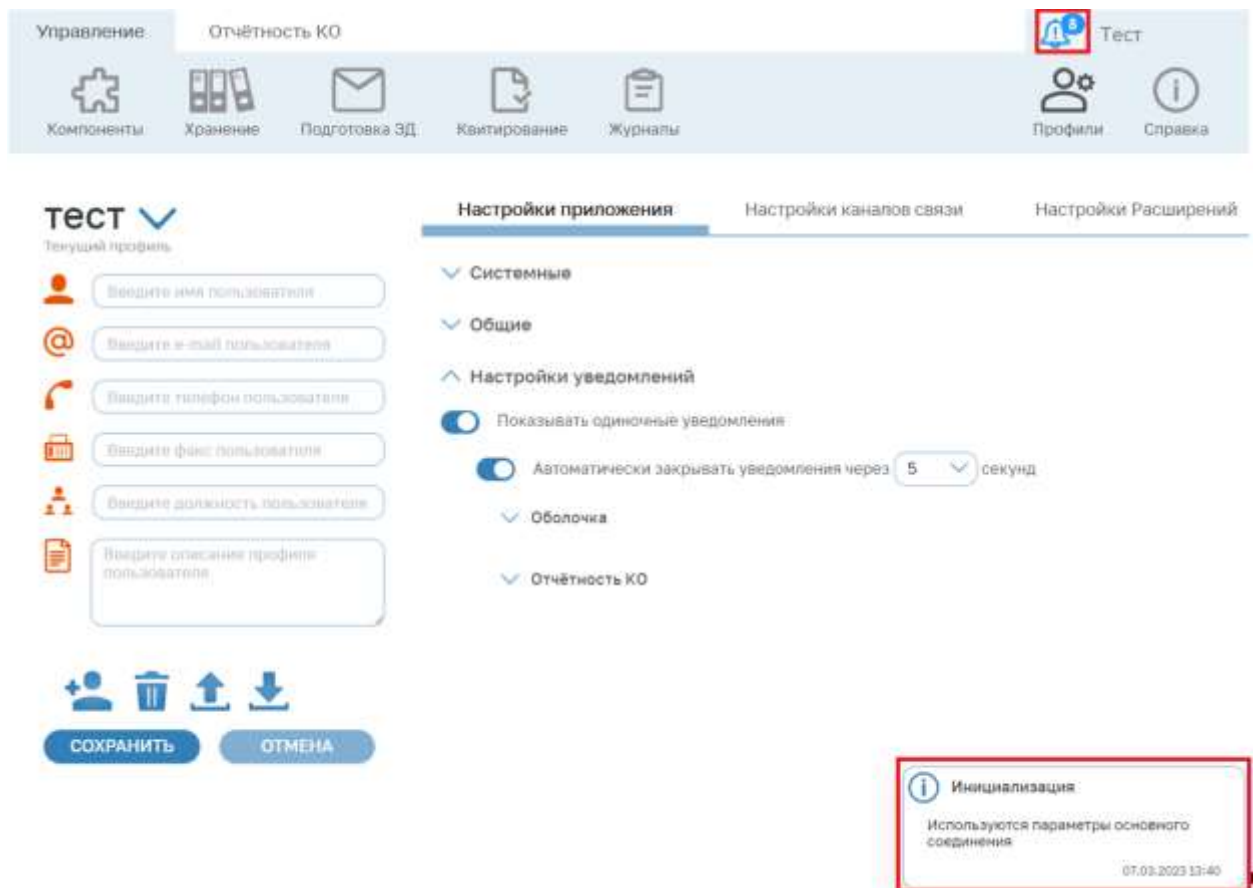 Управление Отчётность КО 8 Тест
Компоненты Хранение Подготовка ЭД Квитирование Журналы Профили Справка
тест
Текущий профиль
Настройки приложения Настройки каналов связи Настройки Расширений
Введите имя пользователя
Введите e-mail пользователя
Введите телефон пользователя
Введите факс пользователя
Введите должность пользователя
Введите описание профиля
пользователя
Системные
Общие
Настройки уведомлений
Показывать одиночные уведомления
Автоматически закрывать уведомления через 5 секунд
Оболочка
Отчётность КО
СОХРАНИТЬ ОТМЕНА
Инициализация
Используются параметры основного
соединения
07.03.2023 13:40